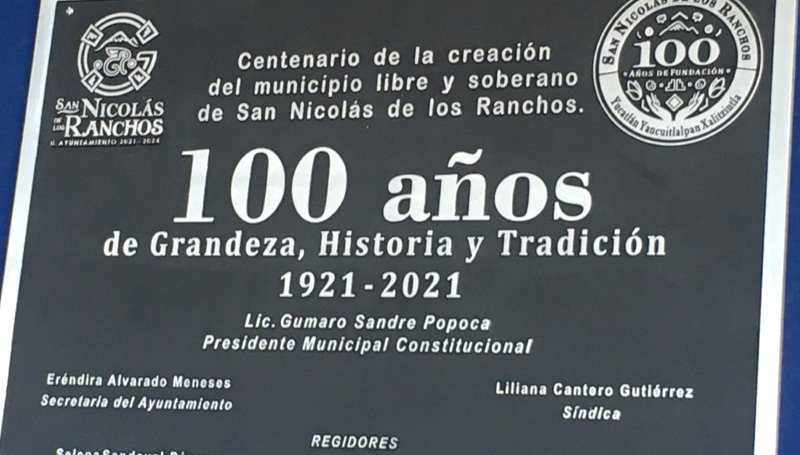 SAN NICOLÁS
DE LOS RANCHOS
H. AYUNTAMIENTO 2021 - 2024
Centenario de la creación
del municipio libre y soberano
de San Nicolás de los Ranchos.
SAN NICOLÁS DE LOS RANCHOS
100
AÑOS DE FUNDACIÓN
Yucatán Yancuitlalpan Xalitzintla
100 años
de Grandeza, Historia y Tradición
1921-2021
Lic. Gumaro Sandre Popoca
Presidente Municipal Constitucional
Eréndira Alvarado Meneses
Secretaria del Ayuntamiento
Liliana Cantero Gutiérrez
Síndica
REGIDORES